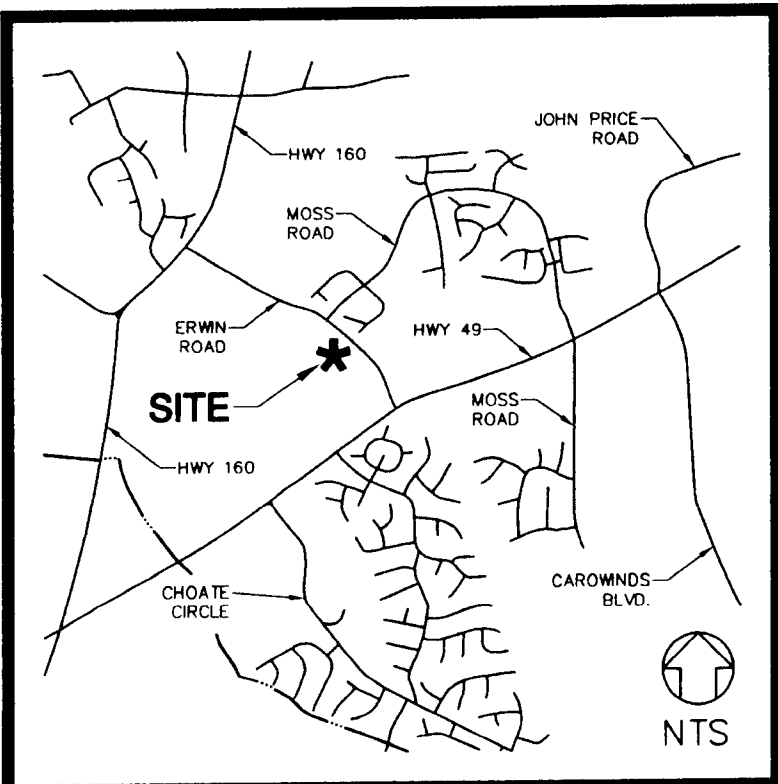 JOHN PRICE
ROAD
HWY 160
MOSS
ROAD
ERWIN
ROAD
HWY 49
SITE
MOSS
ROAD
HWY 160
CHOATE
CIRCLE
CAROWINDS
BLVD.
NTS